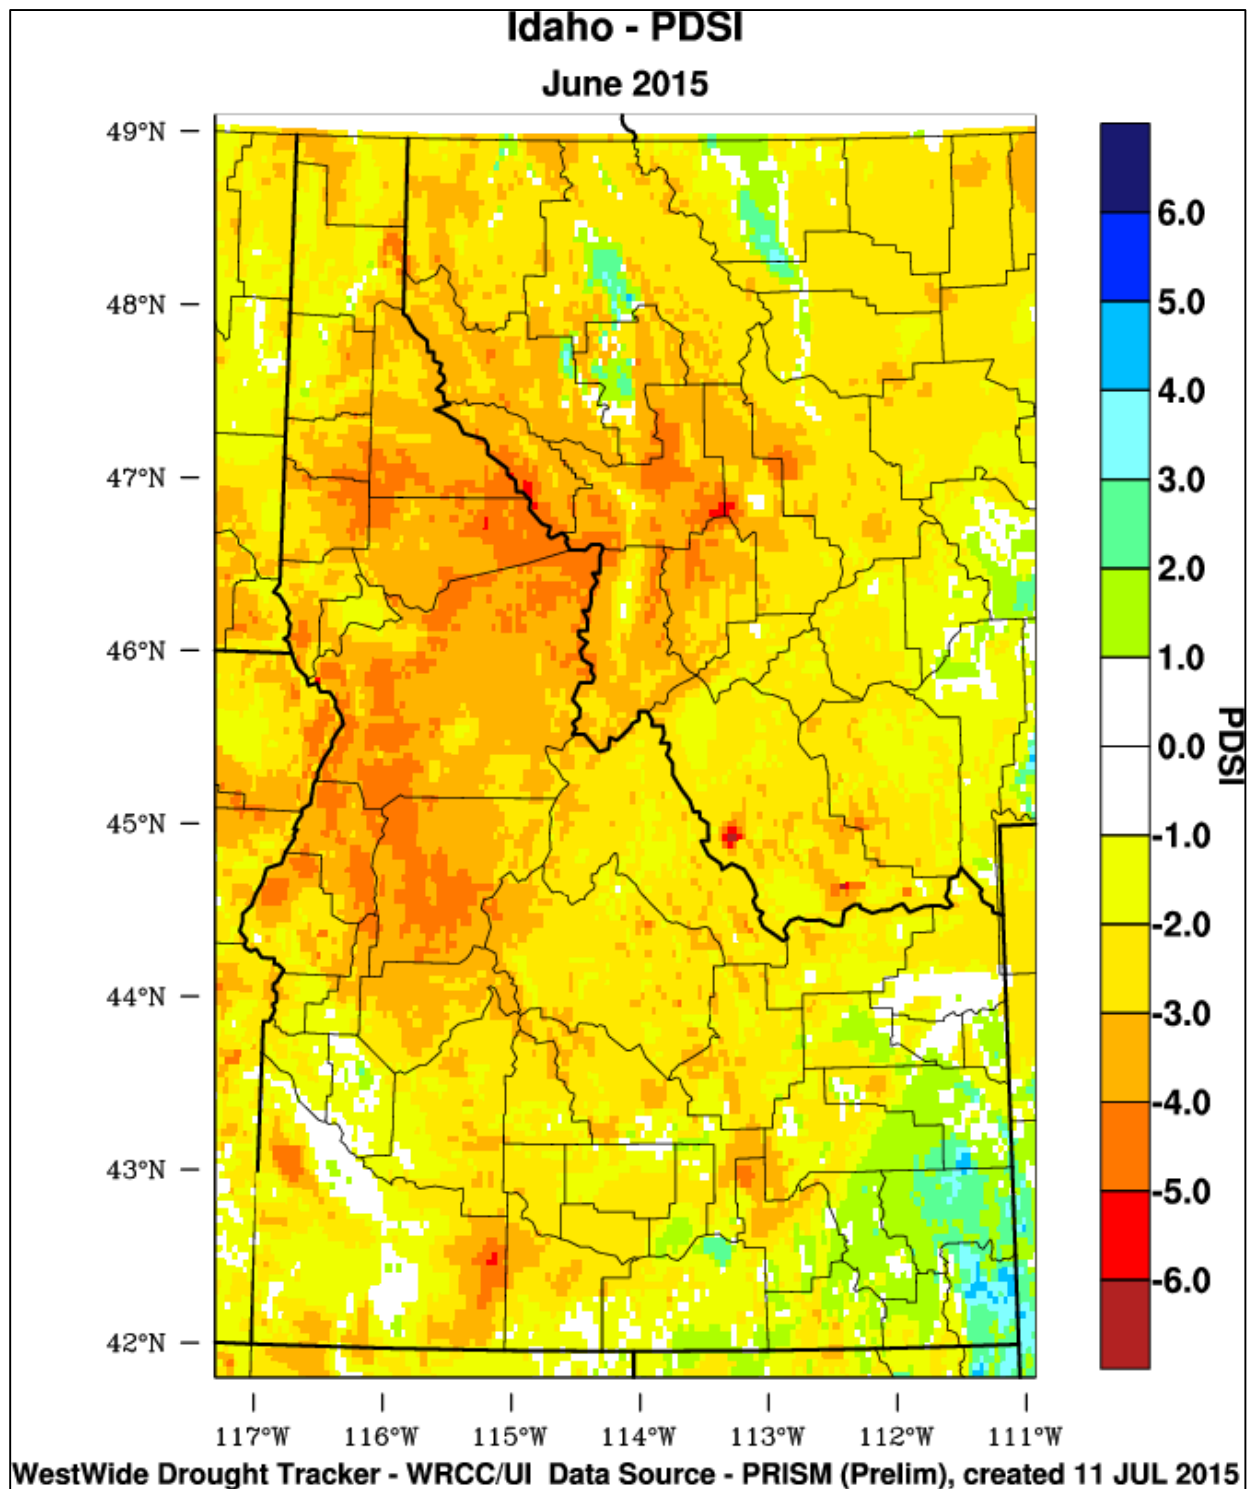 Idaho - PDSI
June 2015
49°N
48°N
47°N
46°N
45°N
44°N
43°N
42°N
117°W 116°W 115°W 114°W 113°W 112°W 111°W
6.0
5.0
4.0
3.0
2.0
1.0
0.0
-1.0
-2.0
-3.0
-4.0
-5.0
-6.0
PDSI
WestWide Drought Tracker - WRCC/UI Data Source - PRISM (Prelim), created 11 JUL 2015